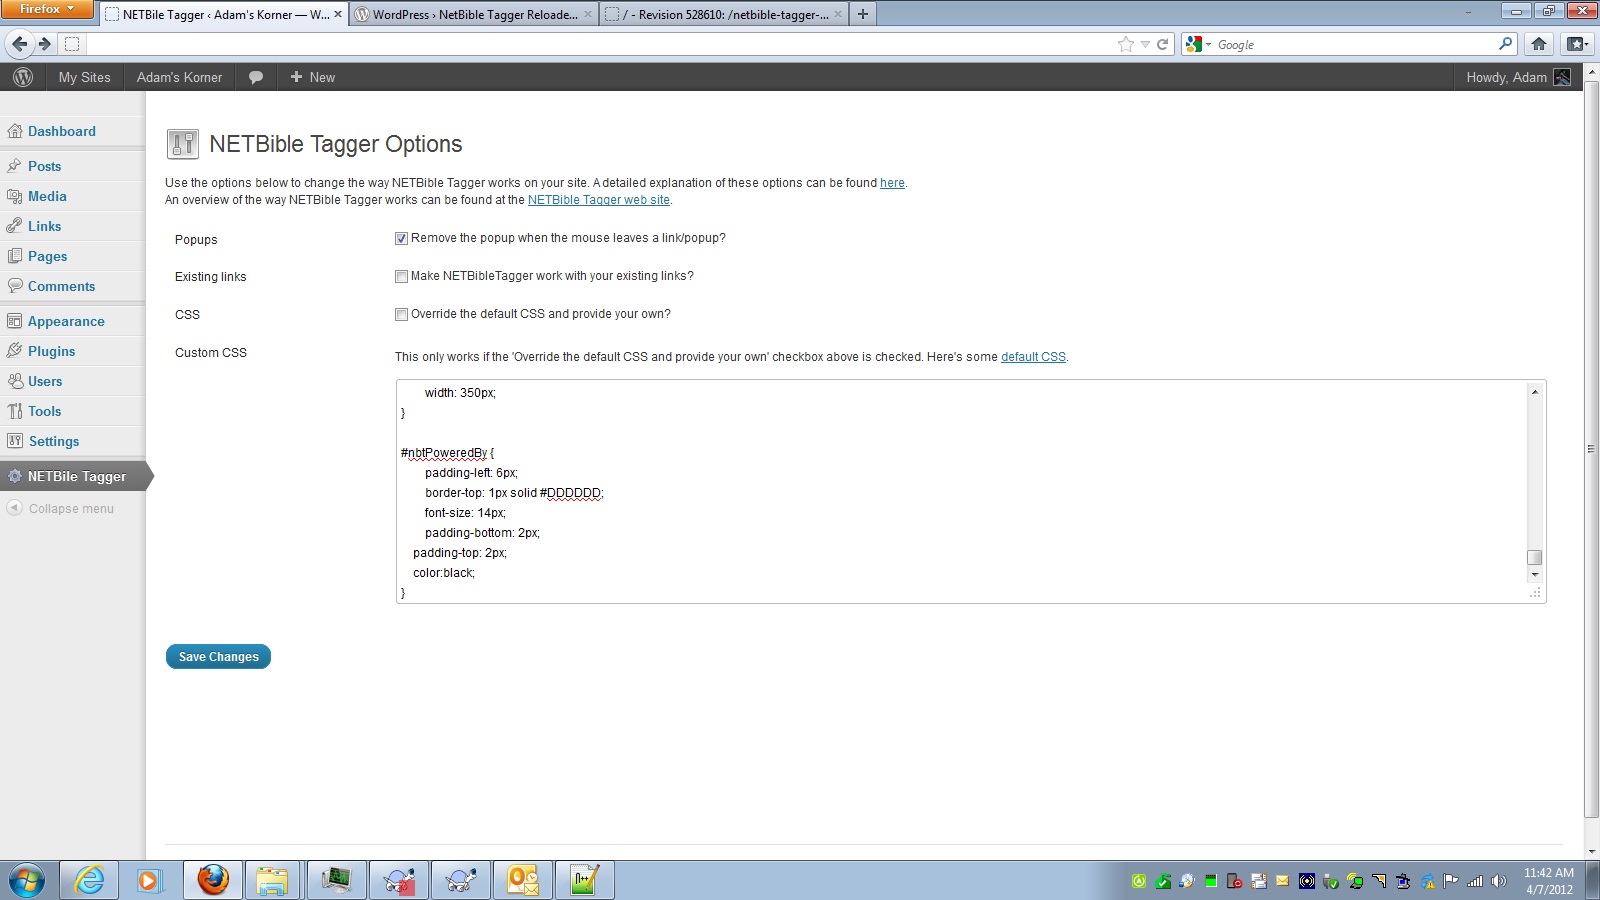 Firefox
NETBile Tagger ‹ Adam's Korner — W...
WordPress › NetBible Tagger Reloade...
/ - Revision 528610: /netbible-tagger-...
Google
My Sites
Adam's Korner
New
Howdy, Adam
Dashboard
Posts
Media
Links
Pages
Comments
Appearance
Plugins
Users
Tools
Settings
NETBile Tagger
Collapse menu
NETBible Tagger Options
Use the options below to change the way NETBible Tagger works on your site. A detailed explanation of these options can be found here.
An overview of the way NETBible Tagger works can be found at the NETBible Tagger web site.
Popups
Remove the popup when the mouse leaves a link/popup?
Existing links
Make NETBibleTagger work with your existing links?
CSS
Override the default CSS and provide your own?
Custom CSS
This only works if the 'Override the default CSS and provide your own' checkbox above is checked. Here's some default CSS.
width: 350px;
}
#nbtPoweredBy {
padding-left: 6px;
border-top: 1px solid #DDDDDD;
font-size: 14px;
padding-bottom: 2px;
padding-top: 2px;
color:black;
}
Save Changes
11:42 AM
4/7/2012